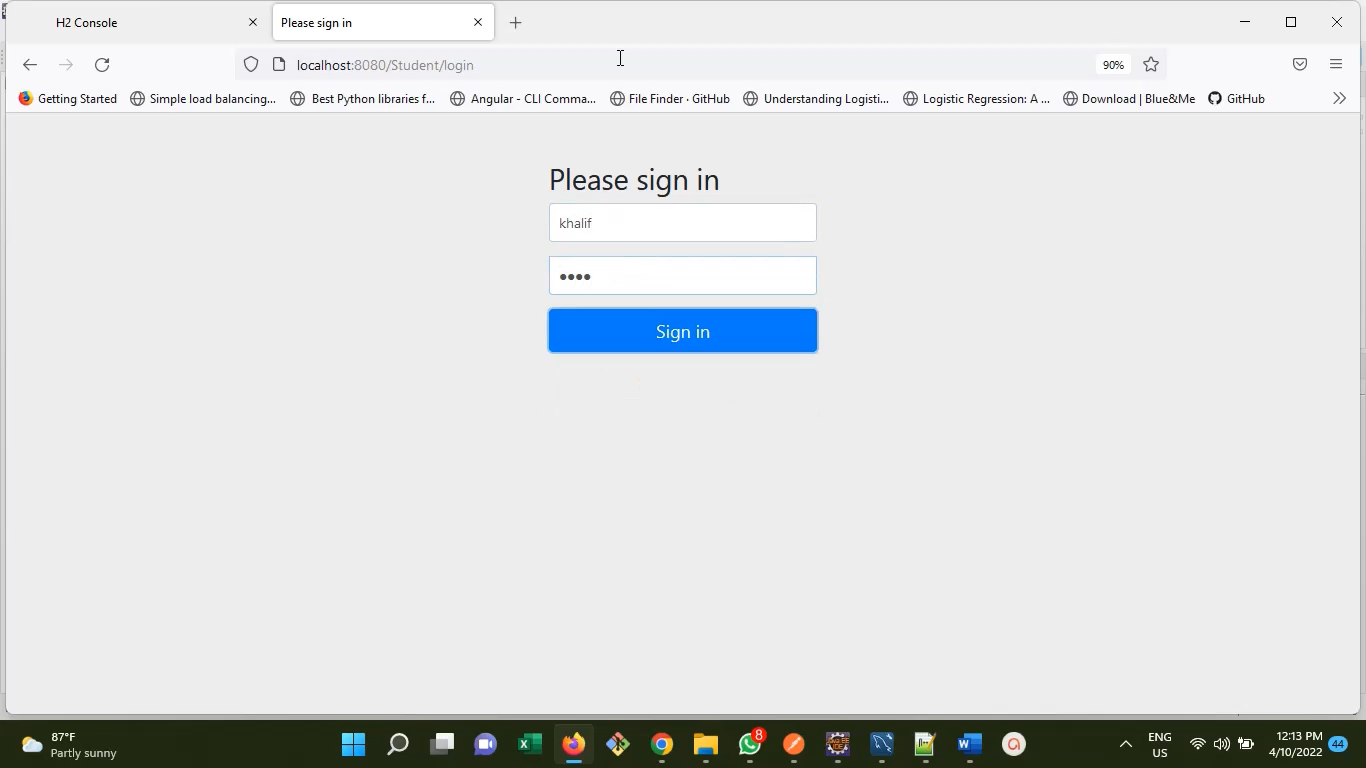 H2 Console
Please sign in
localhost:8080/Student/login
90%
Getting Started
Simple load balancing...
Best Python libraries f...
Angular - CLI Comma...
File Finder · GitHub
Understanding Logisti...
Logistic Regression: A ...
Download | Blue&Me
GitHub
Please sign in
khalif
••••
Sign in
87°F
Partly sunny
8
ENG
US
12:13 PM
4/10/2022
44